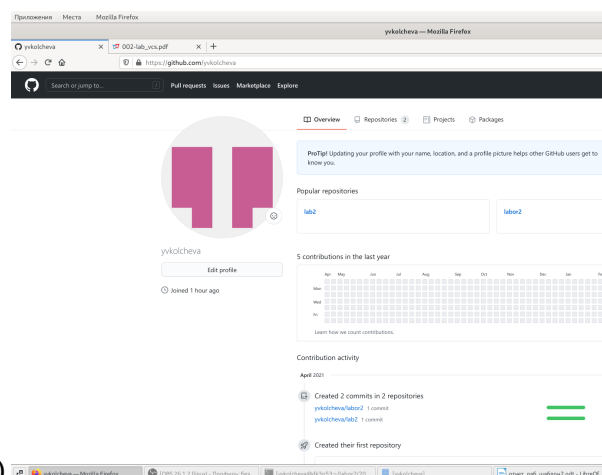 Приложения Места Mozilla Firefox
yvkolcheva — Mozilla Firefox
yvkolcheva × 002-lab_vcs.pdf × +
https://github.com/yvkolcheva
Search or jump to... / Pull requests Issues Marketplace Explore
Overview Repositories 2 Projects Packages
ProTip! Updating your profile with your name, location, and a profile picture helps other GitHub users get to
know you.
Popular repositories
lab2 labor2
yvkolcheva
Edit profile
Joined 1 hour ago
5 contributions in the last year
Apr May Jun Jul Aug Sep Oct Nov Dec Jan
Mon
Wed
Fri
Learn how we count contributions.
Contribution activity
April 2021
Created 2 commits in 2 repositories
yvkolcheva/labor2 1 commit
yvkolcheva/lab2 1 commit
Created their first repository
yvkolcheva — Mozilla Firefox